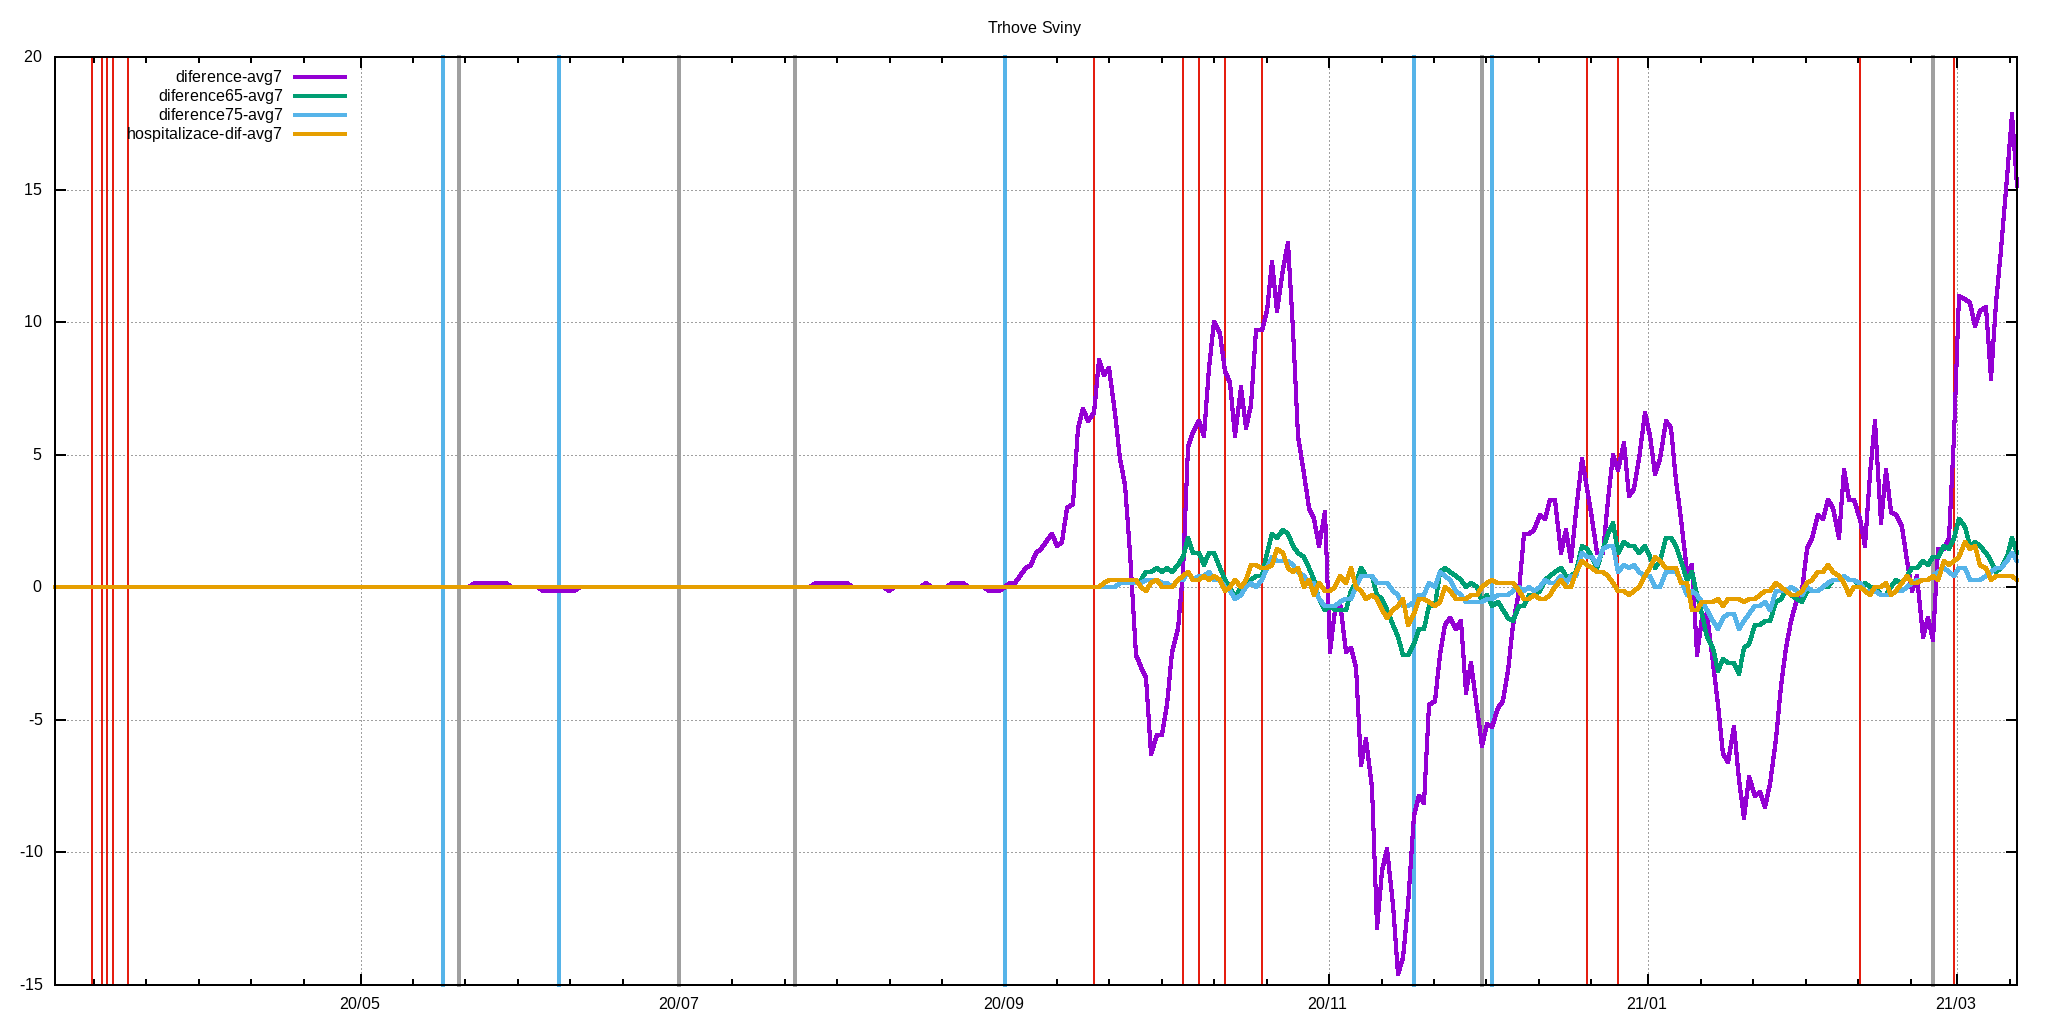 Trhove Sviny
20
diference-avg7
diference65-avg7
diference75-avg7
hospitalizace-dif-avg7
15
10
5
0
-5
-10
-15
20/05 20/07 20/09 20/11 21/01 21/03